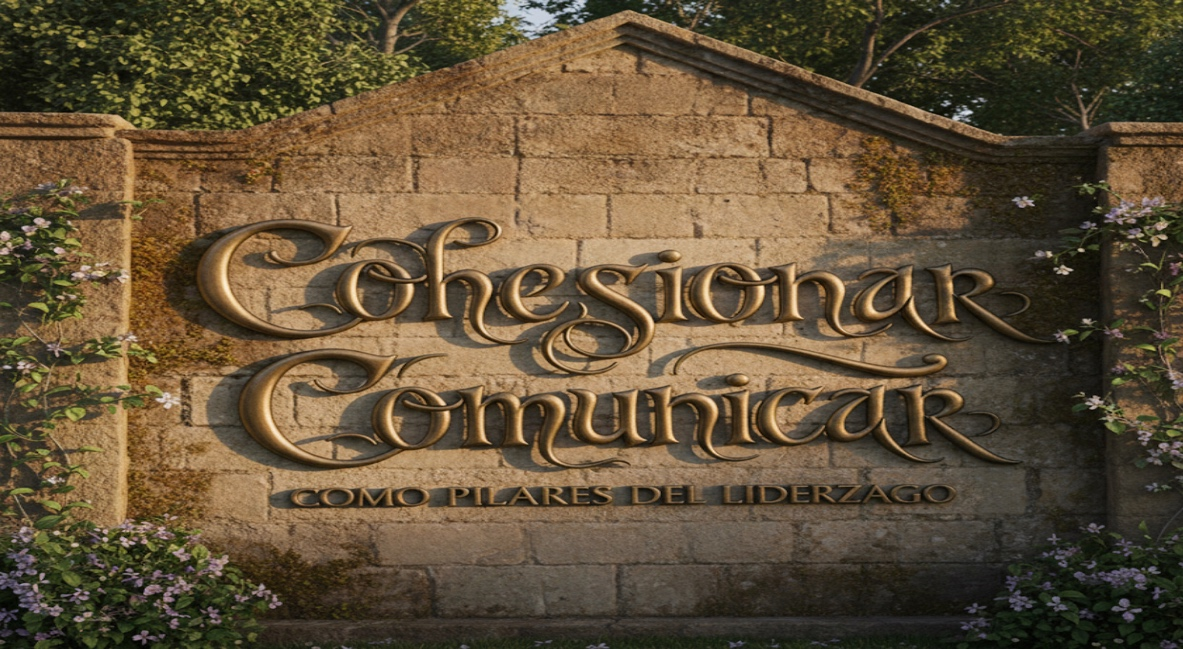 Cohesionar
Comunicar
COMO PILARES DEL LIDERZAGO